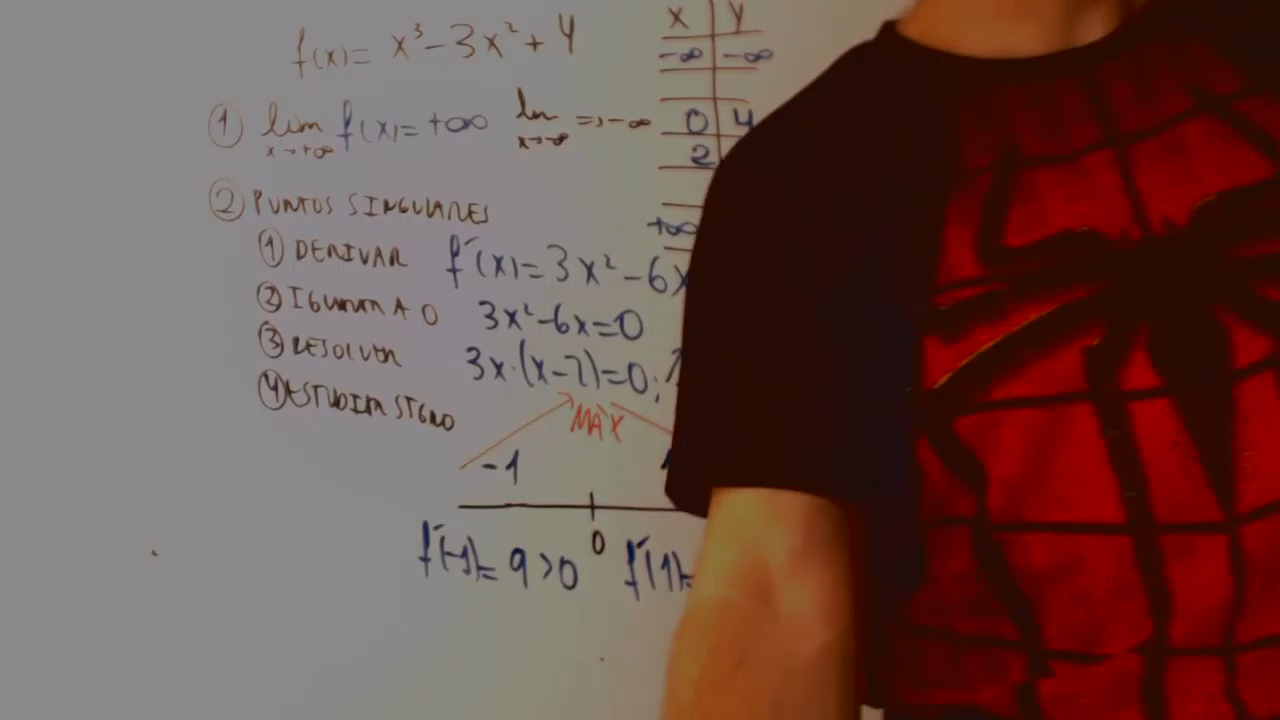 f(x)= x³-3x²+4
① lim x→+∞ f(x)= +∞ lim x→-∞ =>-∞
② PUNTOS SINGULARES
① DERIVAR f'(x)=3x²-6x
② IGUALAR A 0 3x²-6x=0
③ RESOLVER 3x·(x-2)=0;
④ ESTUDIAR SIGNO
MAX
-1
0
f'(-1)= 9>0 f'(1)=
X Y
-∞ -∞
0 4
2
+∞